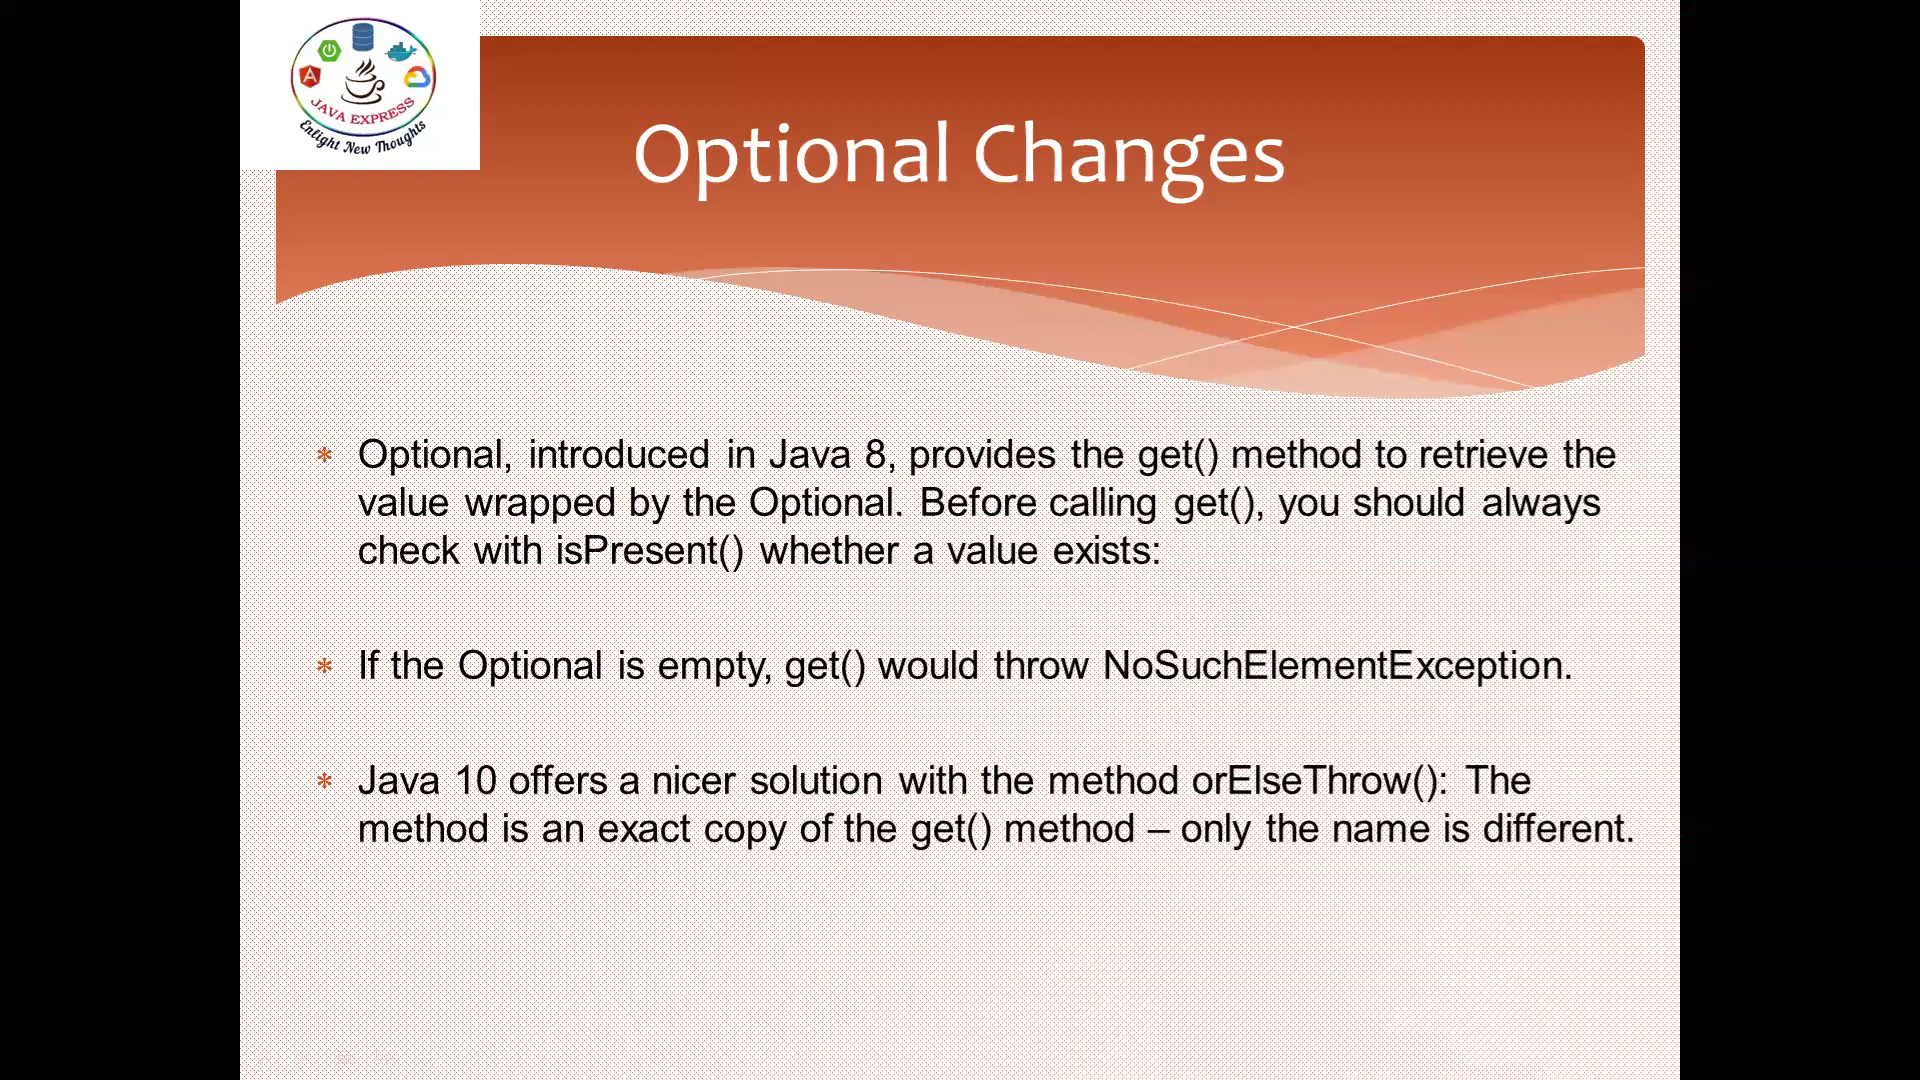 JAVA EXPRESS
Enlight New Thoughts
Optional Changes
* Optional, introduced in Java 8, provides the get() method to retrieve the
value wrapped by the Optional. Before calling get(), you should always
check with isPresent() whether a value exists:
* If the Optional is empty, get() would throw NoSuchElementException.
* Java 10 offers a nicer solution with the method orElseThrow(): The
method is an exact copy of the get() method – only the name is different.